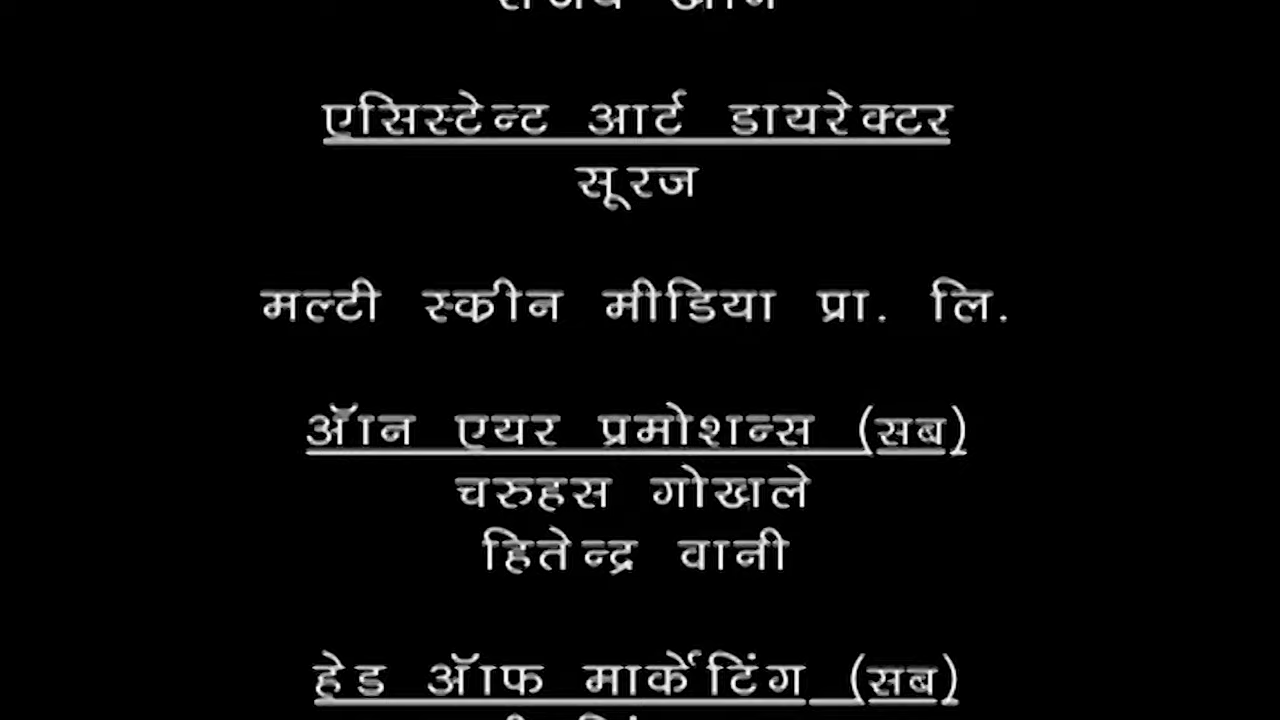 एसिस्टेन्ट आर्ट डायरेक्टर
सूरज
मल्टी स्क्रीन मीडिया प्रा. लि.
ऑन एयर प्रमोशन्स (सब)
चरुहस गोखले
हितेन्द्र वानी
हेड ऑफ मार्केटिंग (सब)